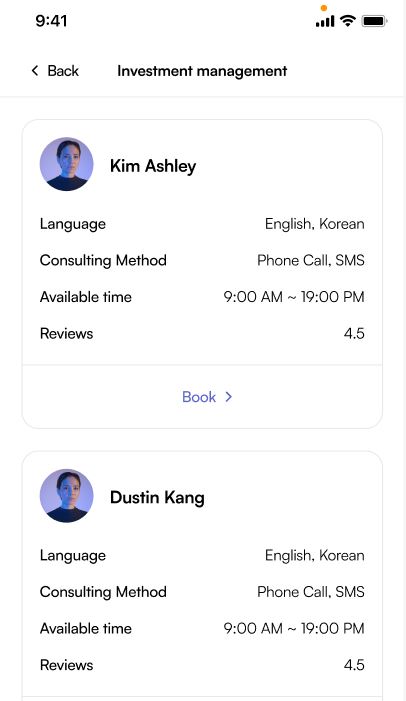 9:41
Back Investment management
Kim Ashley
Language English, Korean
Consulting Method Phone Call, SMS
Available time 9:00 AM ~ 19:00 PM
Reviews 4.5
Book
Dustin Kang
Language English, Korean
Consulting Method Phone Call, SMS
Available time 9:00 AM ~ 19:00 PM
Reviews 4.5